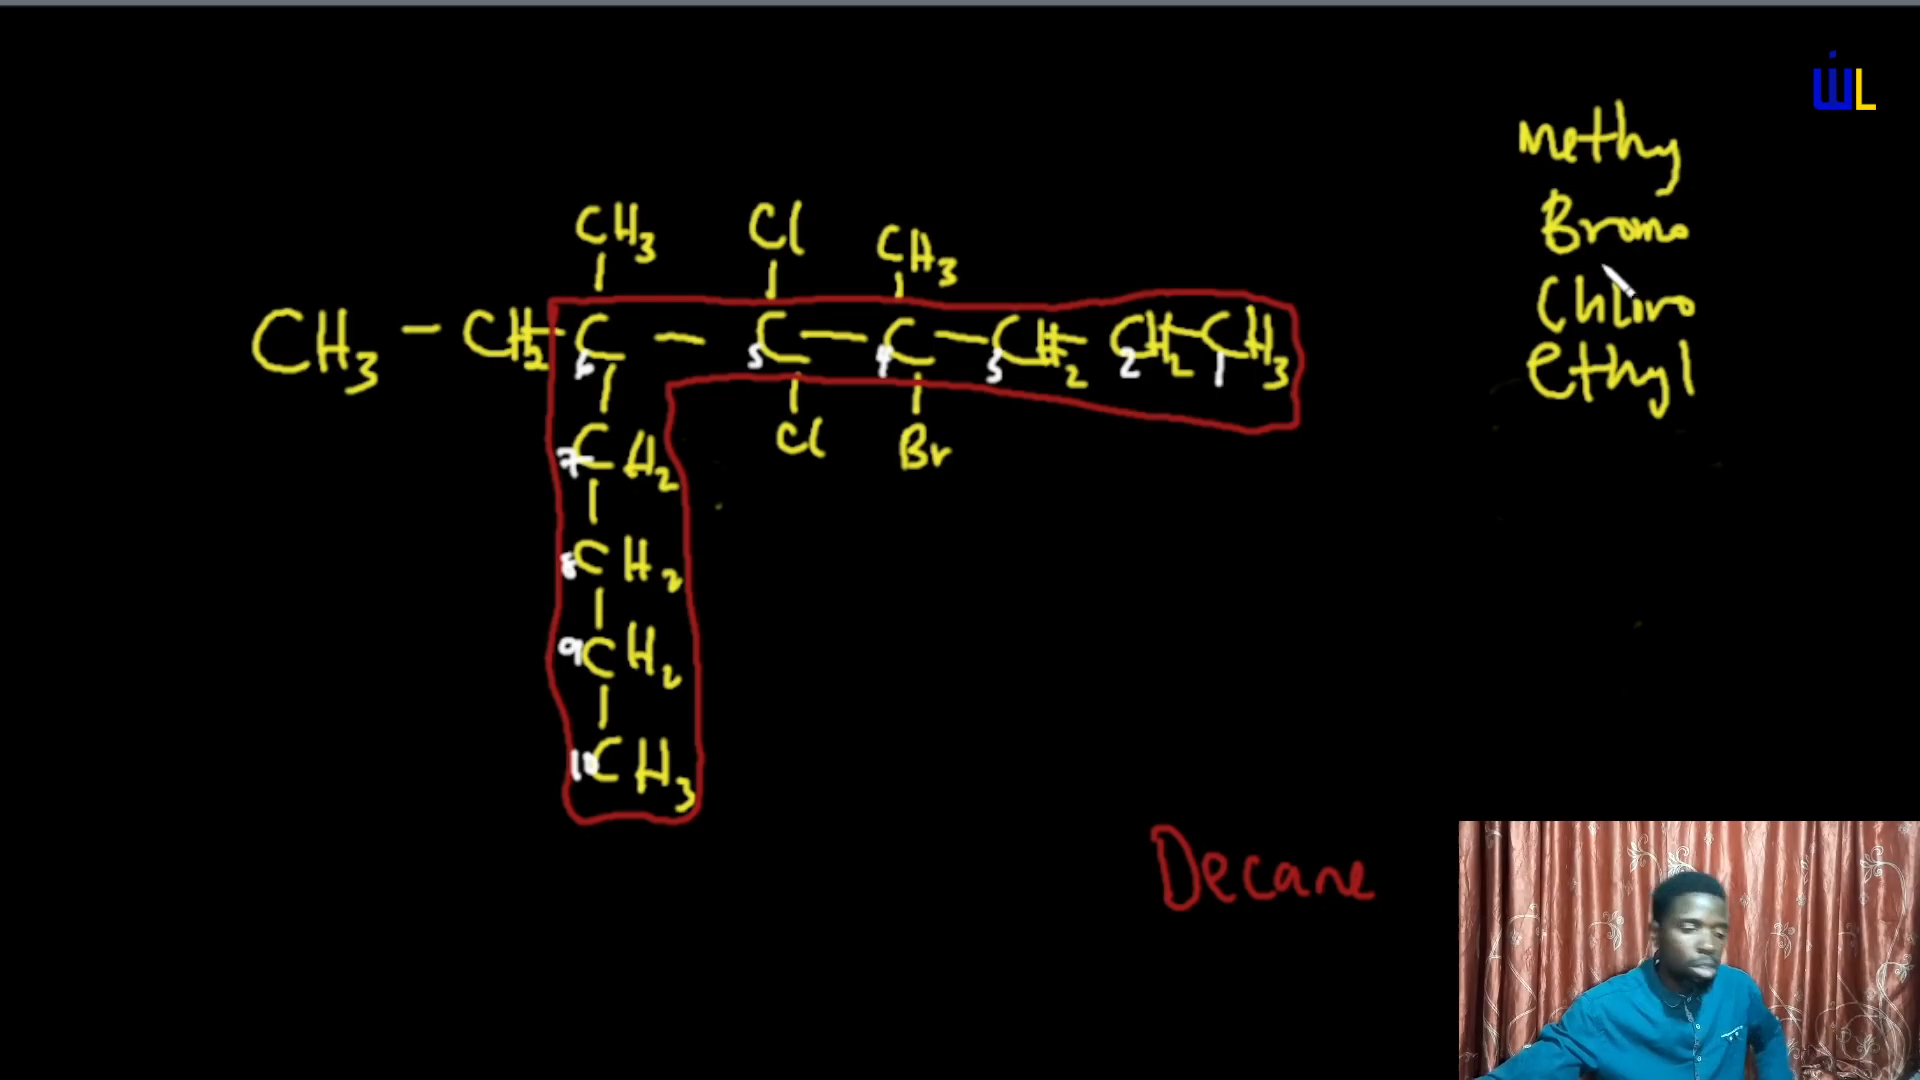 WL
Methy
Bromo
Chloro
ethyl
CH3 Cl CH3
CH3 - CH2 - C - C - C - CH2 - CH2 - CH3
6 5 4 3 2 1
Cl Br
7 CH2
8 CH2
9 CH2
10 CH3
Decane